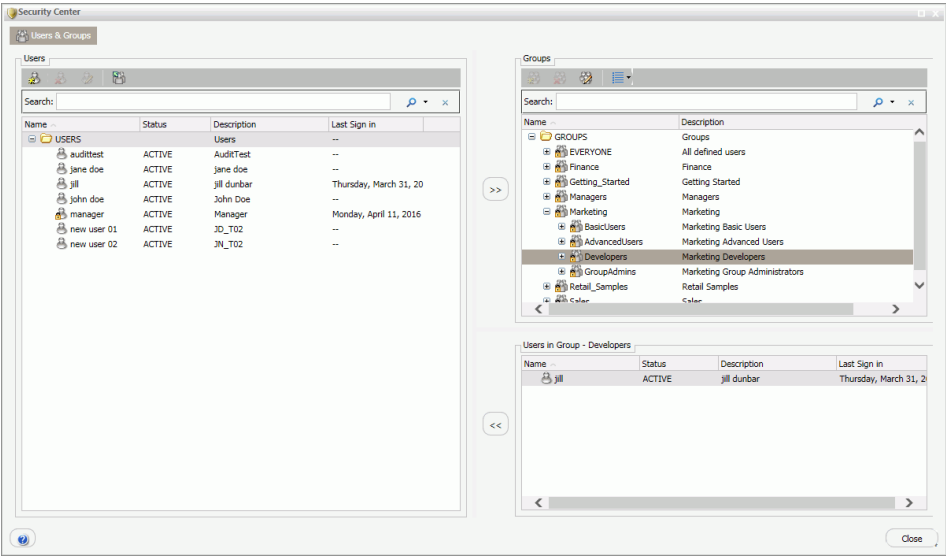 Security Center
Users & Groups
Users
Search:
Name Status Description Last Sign in
USERS Users
audittest ACTIVE AuditTest --
jane doe ACTIVE jane doe --
jill ACTIVE jill dunbar Thursday, March 31, 20
john doe ACTIVE John Doe --
manager ACTIVE Manager Monday, April 11, 2016
new user 01 ACTIVE JD_T02 --
new user 02 ACTIVE JN_T02 --
>>
<<
Groups
Search:
Name Description
GROUPS Groups
EVERYONE All defined users
Finance Finance
Getting_Started Getting Started
Managers Managers
Marketing Marketing
BasicUsers Marketing Basic Users
AdvancedUsers Marketing Advanced Users
Developers Marketing Developers
GroupAdmins Marketing Group Administrators
Retail_Samples Retail Samples
Sales Sales
Users in Group - Developers
Name Status Description Last Sign in
jill ACTIVE jill dunbar Thursday, March 31, 2
?
Close